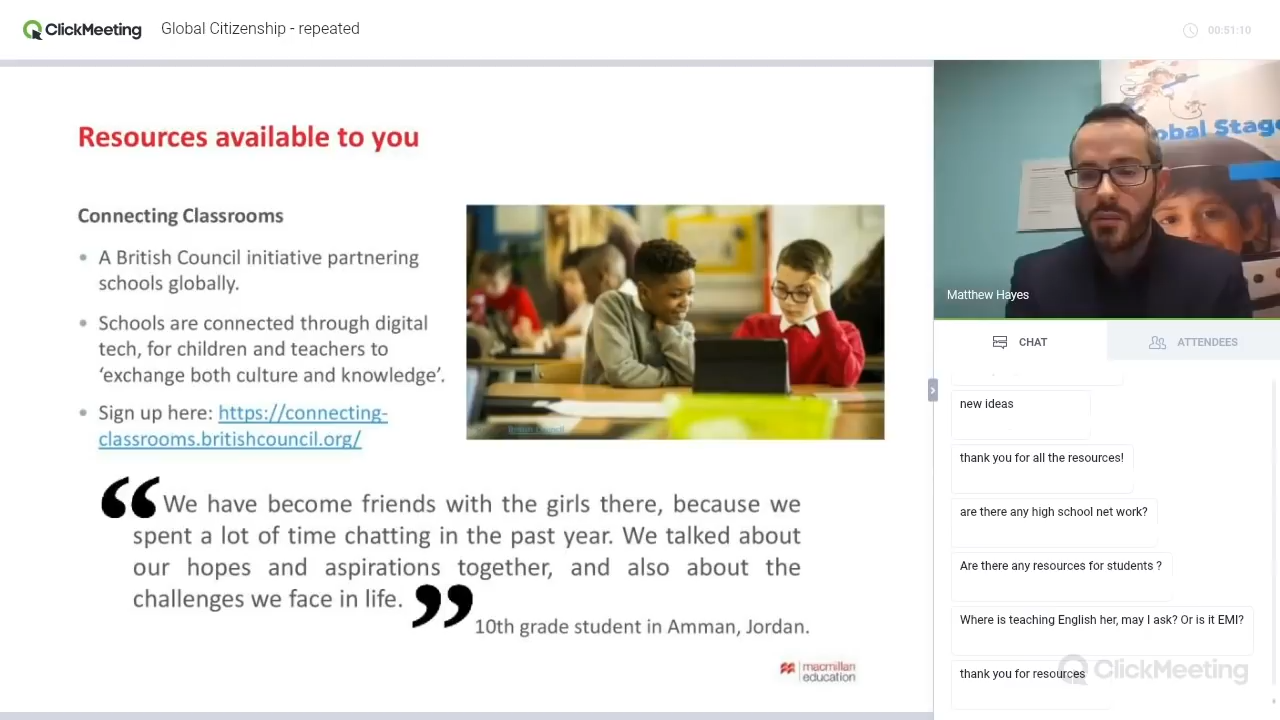 ClickMeeting
Global Citizenship - repeated
00:51:10
Resources available to you
Connecting Classrooms
• A British Council initiative partnering
schools globally.
• Schools are connected through digital
tech, for children and teachers to
‘exchange both culture and knowledge’.
• Sign up here: https://connecting-
classrooms.britishcouncil.org/
British Council
“We have become friends with the girls there, because we
spent a lot of time chatting in the past year. We talked about
our hopes and aspirations together, and also about the
challenges we face in life.”
10th grade student in Amman, Jordan.
macmillan
education
obal Stag
Matthew Hayes
CHAT
ATTENDEES
new ideas
thank you for all the resources!
are there any high school net work?
Are there any resources for students ?
Where is teaching English her, may I ask? Or is it EMI?
thank you for resources
ClickMeeting